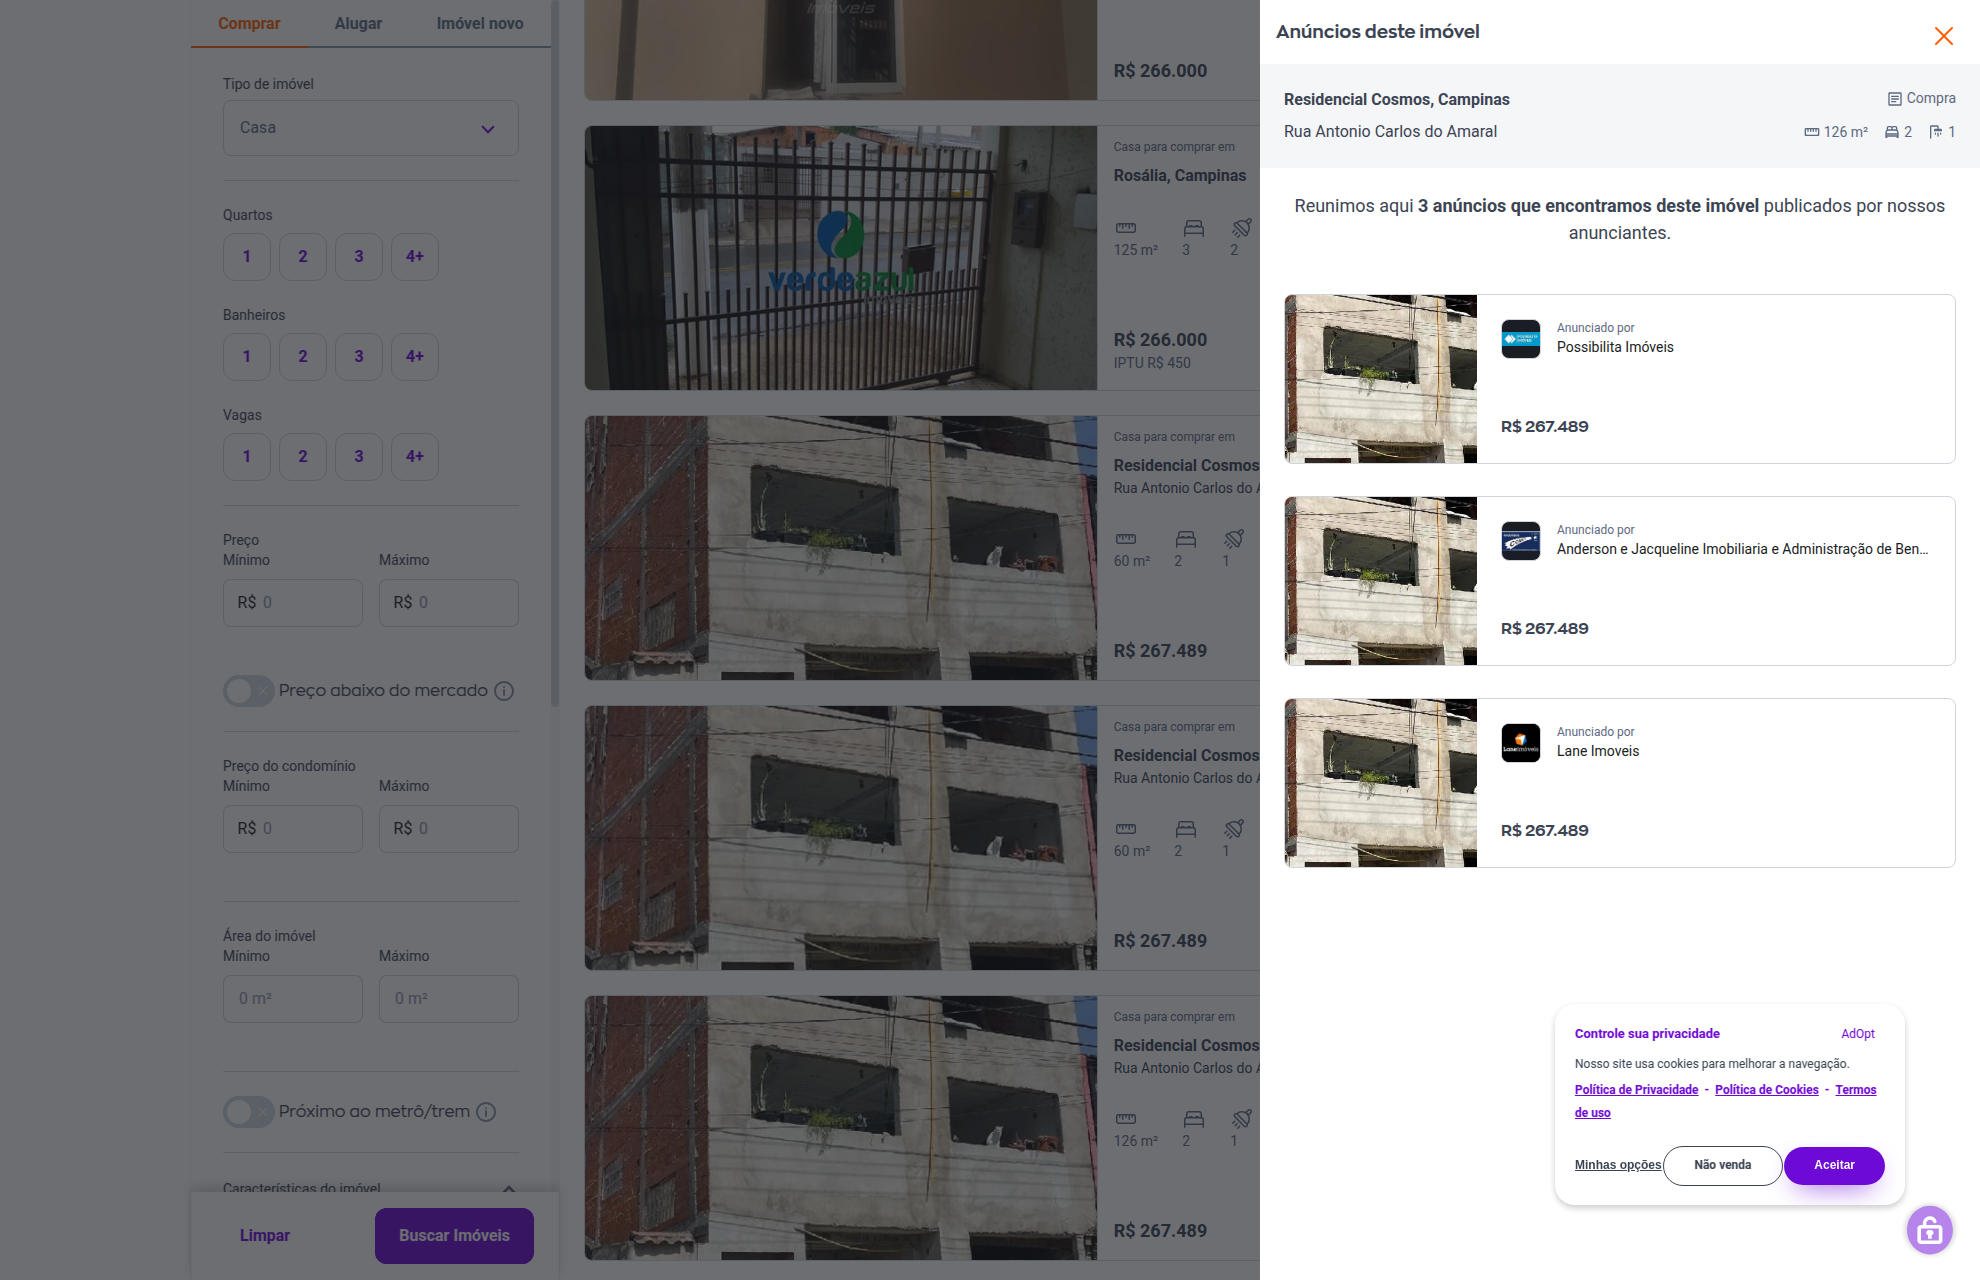 Comprar
Alugar
Imóvel novo
Tipo de imóvel
Casa
Quartos
1
2
3
4+
Banheiros
1
2
3
4+
Vagas
1
2
3
4+
Preço
Mínimo
Máximo
R$ 0
R$ 0
Preço abaixo do mercado
Preço do condomínio
Mínimo
Máximo
R$ 0
R$ 0
Área do imóvel
Mínimo
Máximo
0 m²
0 m²
Próximo ao metrô/trem
Características do imóvel
Limpar
Buscar Imóveis
Imóveis
R$ 266.000
verdeazul
Casa para comprar em
Rosália, Campinas
125 m²
3
2
R$ 266.000
IPTU R$ 450
Casa para comprar em
Residencial Cosmos
Rua Antonio Carlos do A
60 m²
2
1
R$ 267.489
Casa para comprar em
Residencial Cosmos
Rua Antonio Carlos do A
60 m²
2
1
R$ 267.489
Casa para comprar em
Residencial Cosmos
Rua Antonio Carlos do A
126 m²
2
1
R$ 267.489
Anúncios deste imóvel
Residencial Cosmos, Campinas
Compra
Rua Antonio Carlos do Amaral
126 m²
2
1
Reunimos aqui 3 anúncios que encontramos deste imóvel publicados por nossos
anunciantes.
Anunciado por
Possibilita Imóveis
R$ 267.489
Anunciado por
Anderson e Jacqueline Imobiliaria e Administração de Ben...
R$ 267.489
Lane Imóveis
Anunciado por
Lane Imoveis
R$ 267.489
Controle sua privacidade
AdOpt
Nosso site usa cookies para melhorar a navegação.
Política de Privacidade - Política de Cookies - Termos
de uso
Minhas opções
Não venda
Aceitar